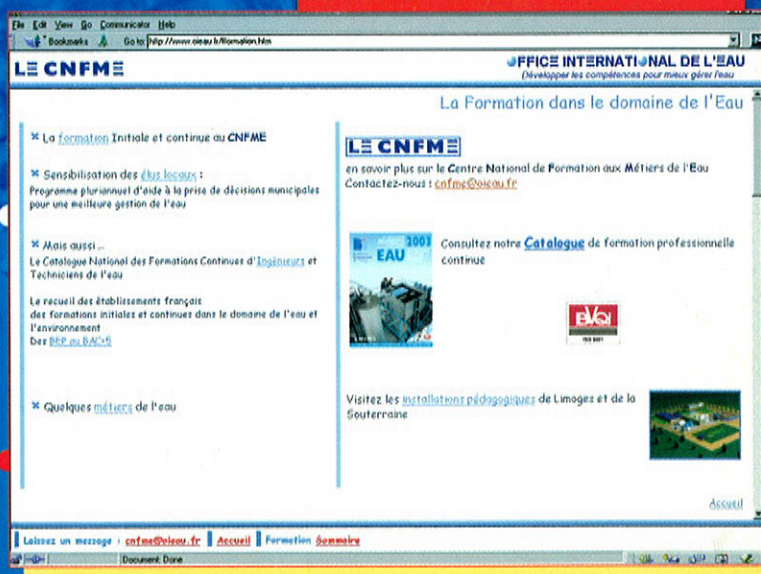 File Edit View Go Communicator Help
Bookmarks Go to: http://www.oieau.fr/fformation.htm
LE CNFME
OFFICE INTERNATIONAL DE L'EAU
Développer les compétences pour mieux gérer l'eau
La Formation dans le domaine de l'Eau
La formation Initiale et continue au CNFME
Sensibilisation des élus locaux :
Programme pluriannuel d'aide à la prise de décisions municipales
pour une meilleure gestion de l'eau
Mais aussi ...
Le Catalogue National des Formations Continues d'Ingénieurs et
Techniciens de l'eau
Le recueil des établissements français
des formations initiales et continues dans le domaine de l'eau et
l'environnement
Des BEP au BAC+5
Quelques métiers de l'eau
LE CNFME
en savoir plus sur le Centre National de Formation aux Métiers de l'Eau
Contactez-nous : cnfme@oieau.fr
2003
EAU
Consultez notre Catalogue de formation professionnelle
continue
BVQI
ISO 9001
Visitez les installations pédagogiques de Limoges et de la
Souterraine
Accueil
Laissez un message : cnfme@oieau.fr Accueil Formation Sommaire
Document: Done